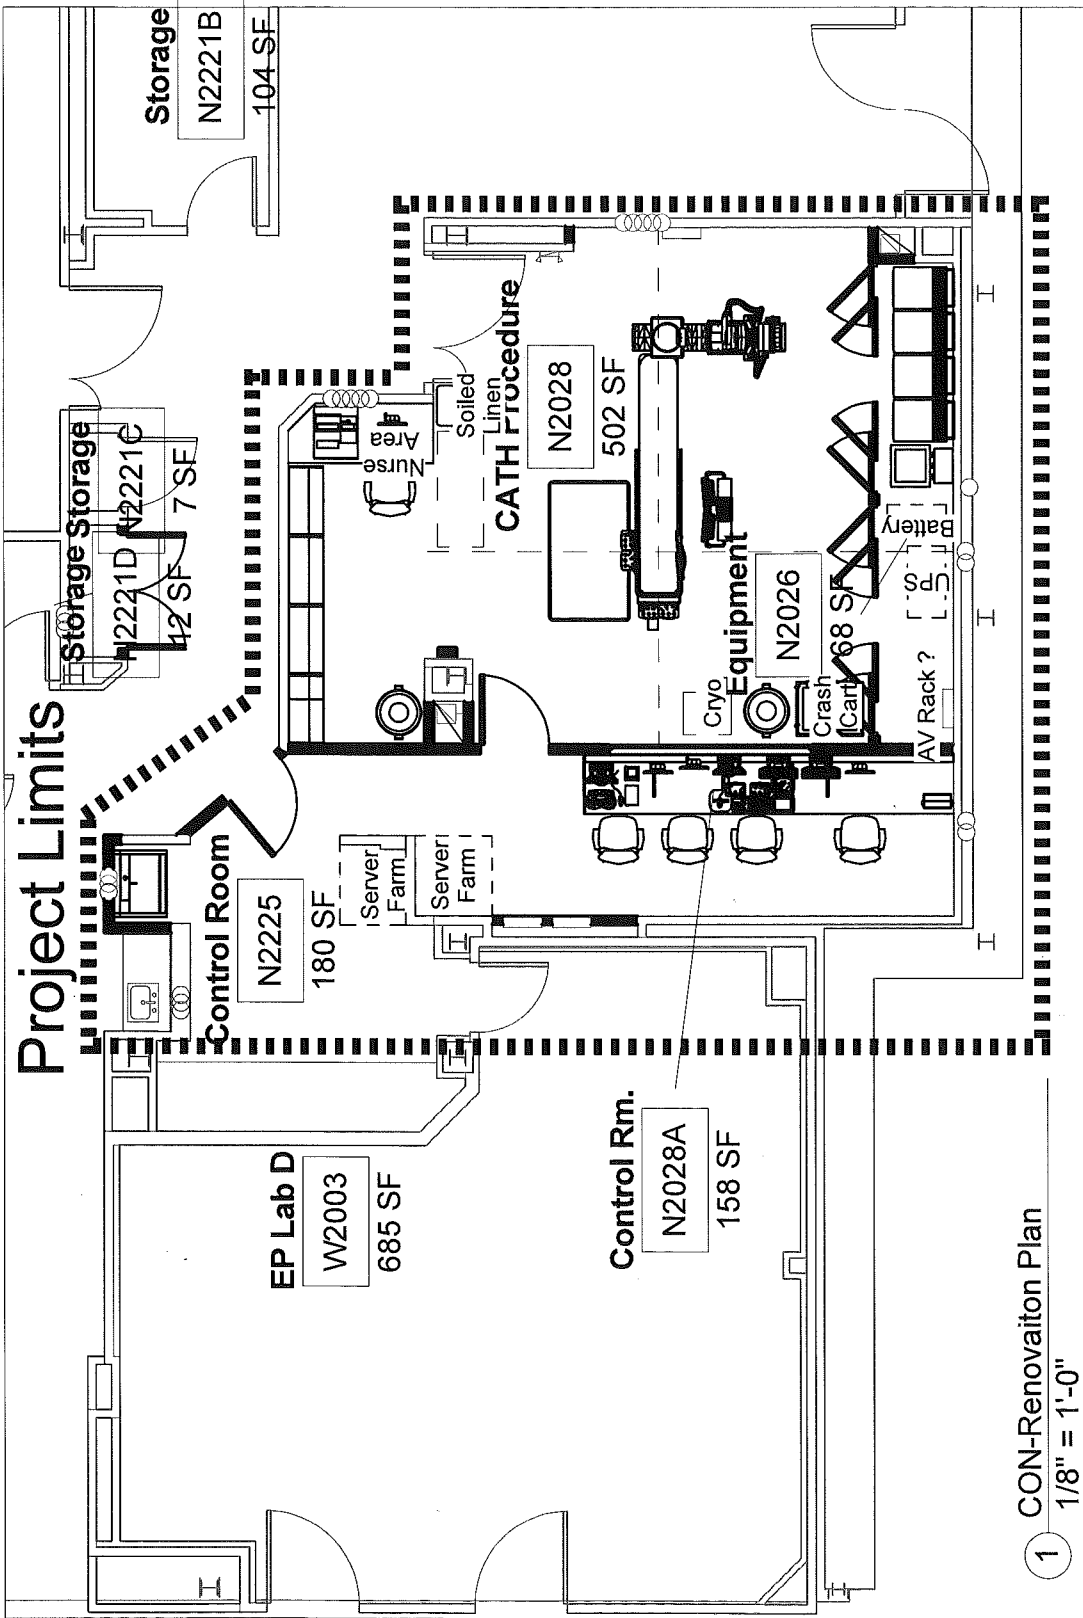 Project Limits
Storage
N2221B
104 SF
Storage
N2221C
7 SF
Storage
N2221D
12 SF
Control Room
N2225
180 SF
Server
Farm
Server
Farm
Nurse
Area
Soiled
Linen
CATH Procedure
N2028
502 SF
Equipment
N2026
68 SF
Battery
UPS
Cryo
Crash
Cart
AV Rack ?
EP Lab D
W2003
685 SF
Control Rm.
N2028A
158 SF
1
CON-Renovaiton Plan
1/8" = 1'-0"